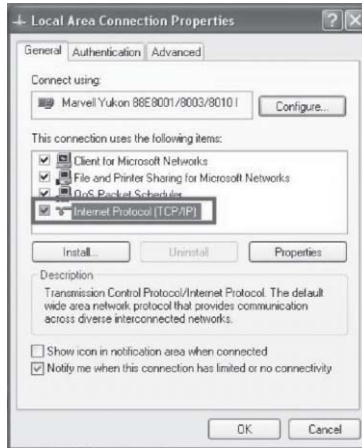 Local Area Connection Properties
General Authentication Advanced
Connect using:
Marvell Yukon 88E8001/8003/8010 I
Configure...
This connection uses the following items:
Client for Microsoft Networks
File and Printer Sharing for Microsoft Networks
QoS Packet Scheduler
Internet Protocol (TCP/IP)
Install... Uninstall Properties
Description
Transmission Control Protocol/Internet Protocol. The default
wide area network protocol that provides communication
across diverse interconnected networks.
Show icon in notification area when connected
Notify me when this connection has limited or no connectivity
OK Cancel